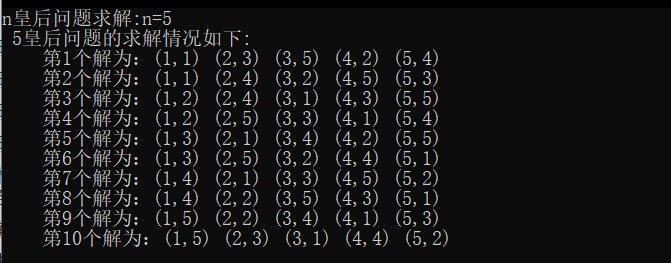 n皇后问题求解:n=5
5皇后问题的求解情况如下:
第1个解为: (1,1) (2,3) (3,5) (4,2) (5,4)
第2个解为: (1,1) (2,4) (3,2) (4,5) (5,3)
第3个解为: (1,2) (2,4) (3,1) (4,3) (5,5)
第4个解为: (1,2) (2,5) (3,3) (4,1) (5,4)
第5个解为: (1,3) (2,1) (3,4) (4,2) (5,5)
第6个解为: (1,3) (2,5) (3,2) (4,4) (5,1)
第7个解为: (1,4) (2,1) (3,3) (4,5) (5,2)
第8个解为: (1,4) (2,2) (3,5) (4,3) (5,1)
第9个解为: (1,5) (2,2) (3,4) (4,1) (5,3)
第10个解为: (1,5) (2,3) (3,1) (4,4) (5,2)